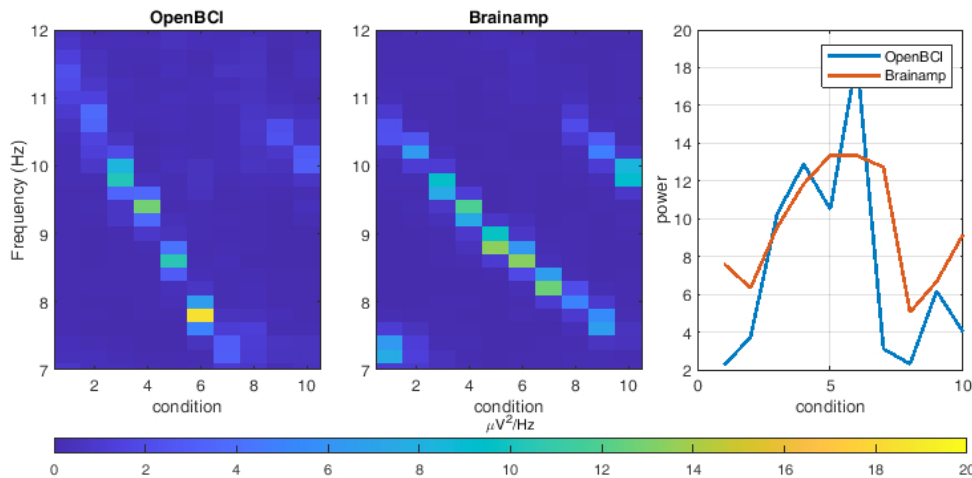 OpenBCI
12
11
10
9
8
7
Frequency (Hz)
2 4 6 8 10
condition
Brainamp
12
11
10
9
8
7
2 4 6 8 10
condition
20
18
16
14
12
10
8
6
4
2
power
OpenBCI
Brainamp
0 5 10
condition
μV²/Hz
0 2 4 6 8 10 12 14 16 18 20